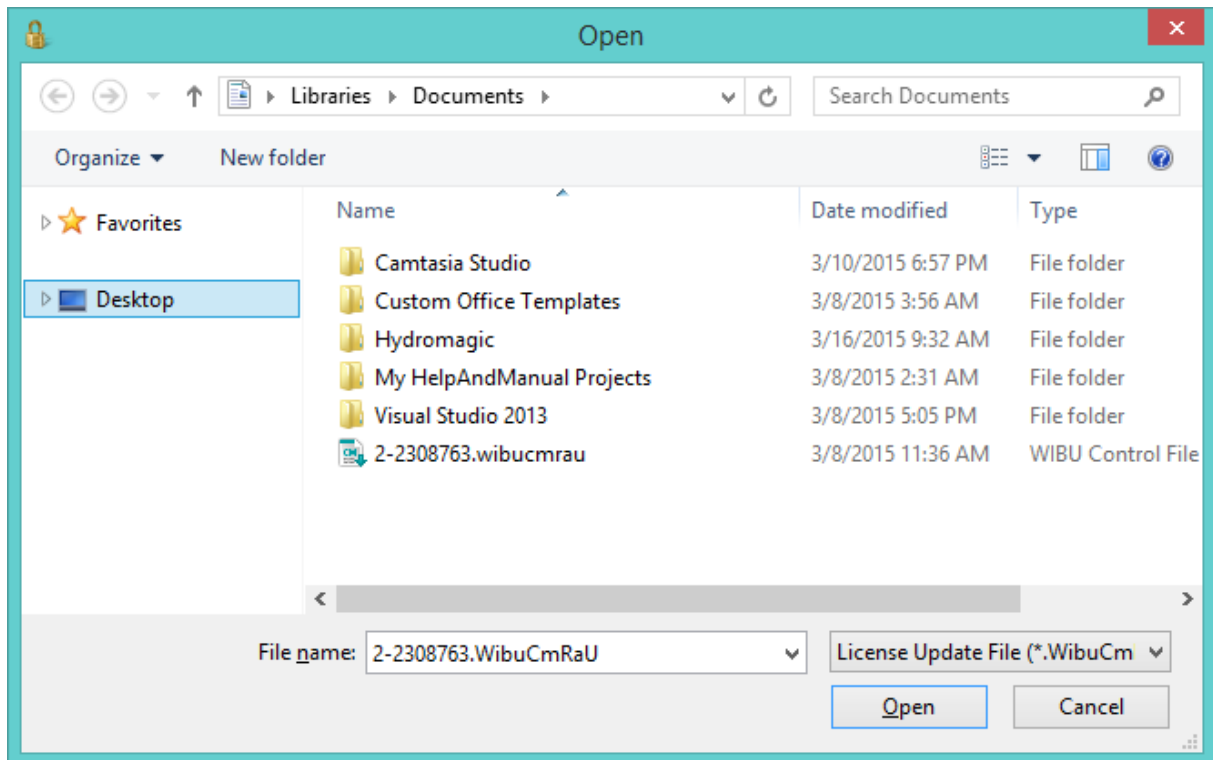 Open
Libraries Documents Search Documents
Organize New folder
Name Date modified Type
Favorites
Camtasia Studio 3/10/2015 6:57 PM File folder
Desktop Custom Office Templates 3/8/2015 3:56 AM File folder
Hydromagic 3/16/2015 9:32 AM File folder
My HelpAndManual Projects 3/8/2015 2:31 AM File folder
Visual Studio 2013 3/8/2015 5:05 PM File folder
2-2308763.wibucmrau 3/8/2015 11:36 AM WIBU Control File
File name: 2-2308763.WibuCmRaU License Update File (*.WibuCm
Open Cancel